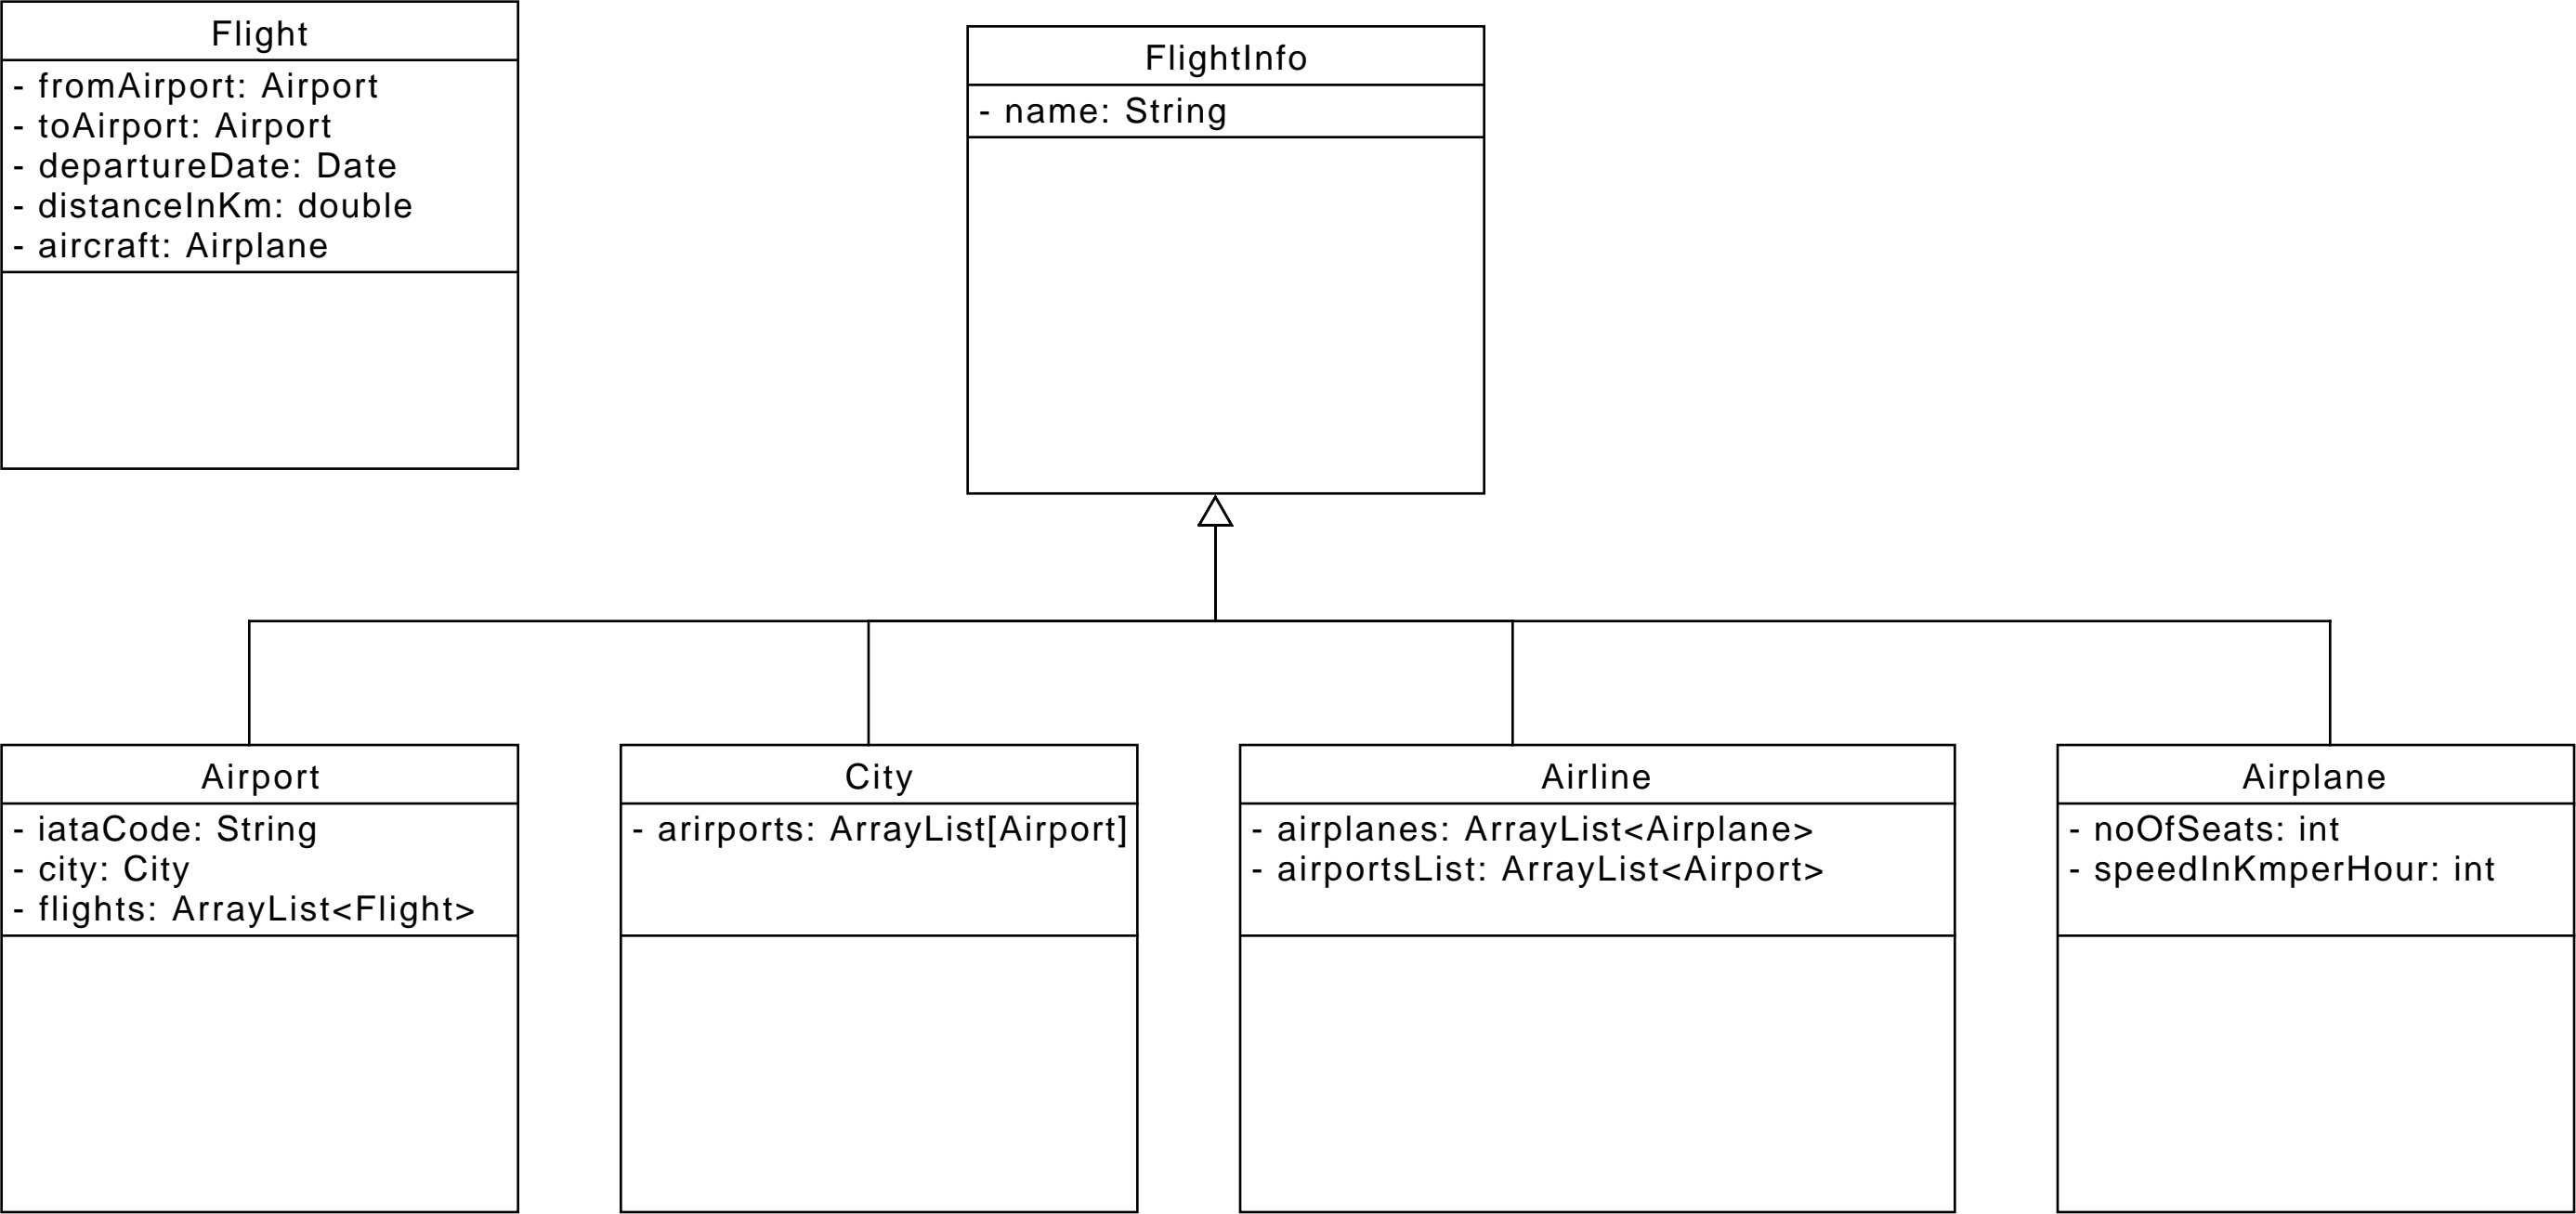 Flight
- fromAirport: Airport
- toAirport: Airport
- departureDate: Date
- distanceInKm: double
- aircraft: Airplane
FlightInfo
- name: String
Airport
- iataCode: String
- city: City
- flights: ArrayList<Flight>
City
- arirports: ArrayList[Airport]
Airline
- airplanes: ArrayList<Airplane>
- airportsList: ArrayList<Airport>
Airplane
- noOfSeats: int
- speedInKmperHour: int